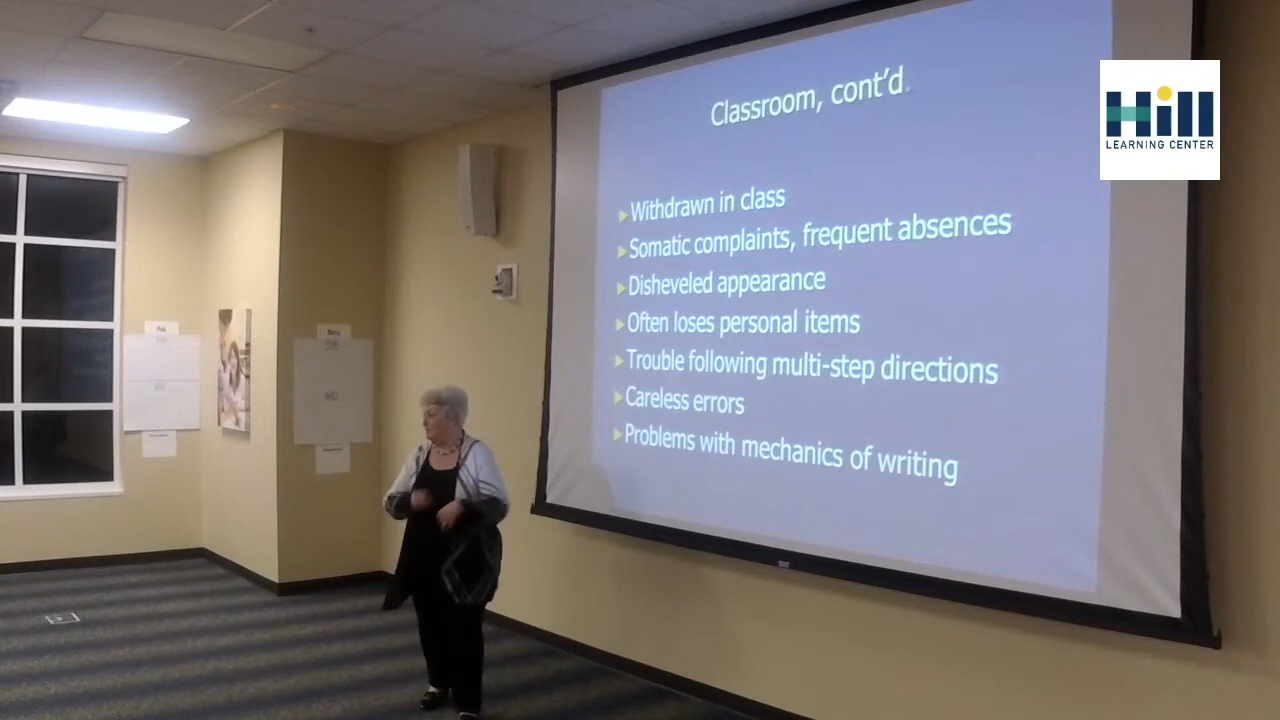 Classroom, cont'd.
Hill
LEARNING CENTER
Withdrawn in class
Somatic complaints, frequent absences
Disheveled appearance
Often loses personal items
Trouble following multi-step directions
Careless errors
Problems with mechanics of writing